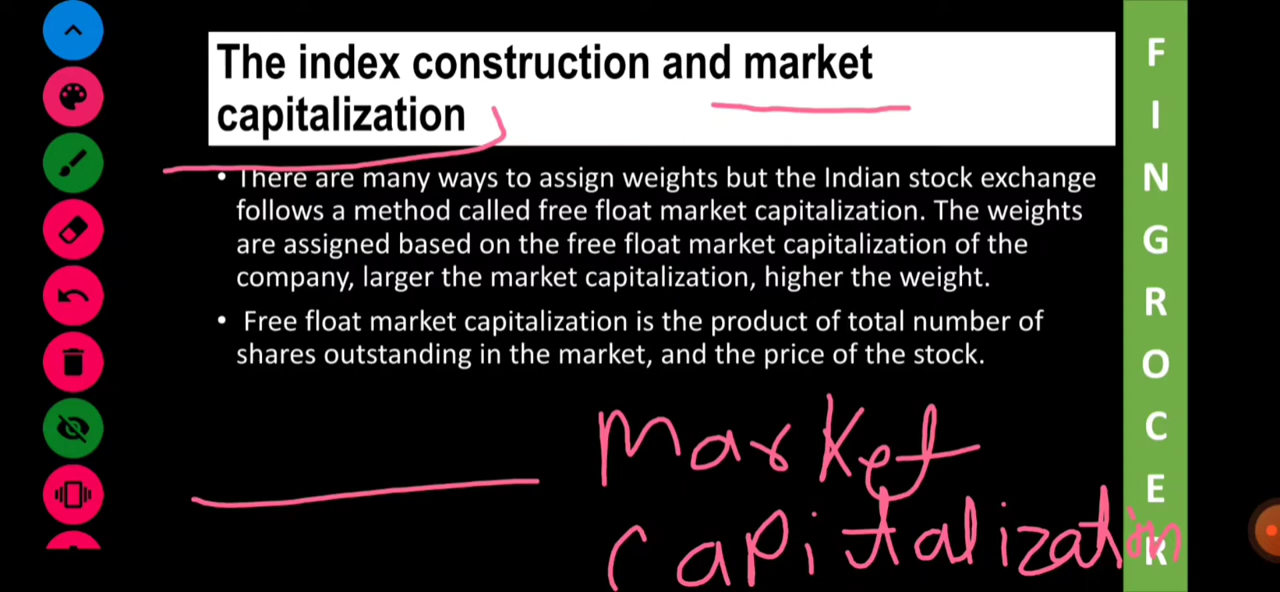 The index construction and market
capitalization
• There are many ways to assign weights but the Indian stock exchange
follows a method called free float market capitalization. The weights
are assigned based on the free float market capitalization of the
company, larger the market capitalization, higher the weight.
• Free float market capitalization is the product of total number of
shares outstanding in the market, and the price of the stock.
Market
Capitalization
F
I
N
G
R
O
C
E
R